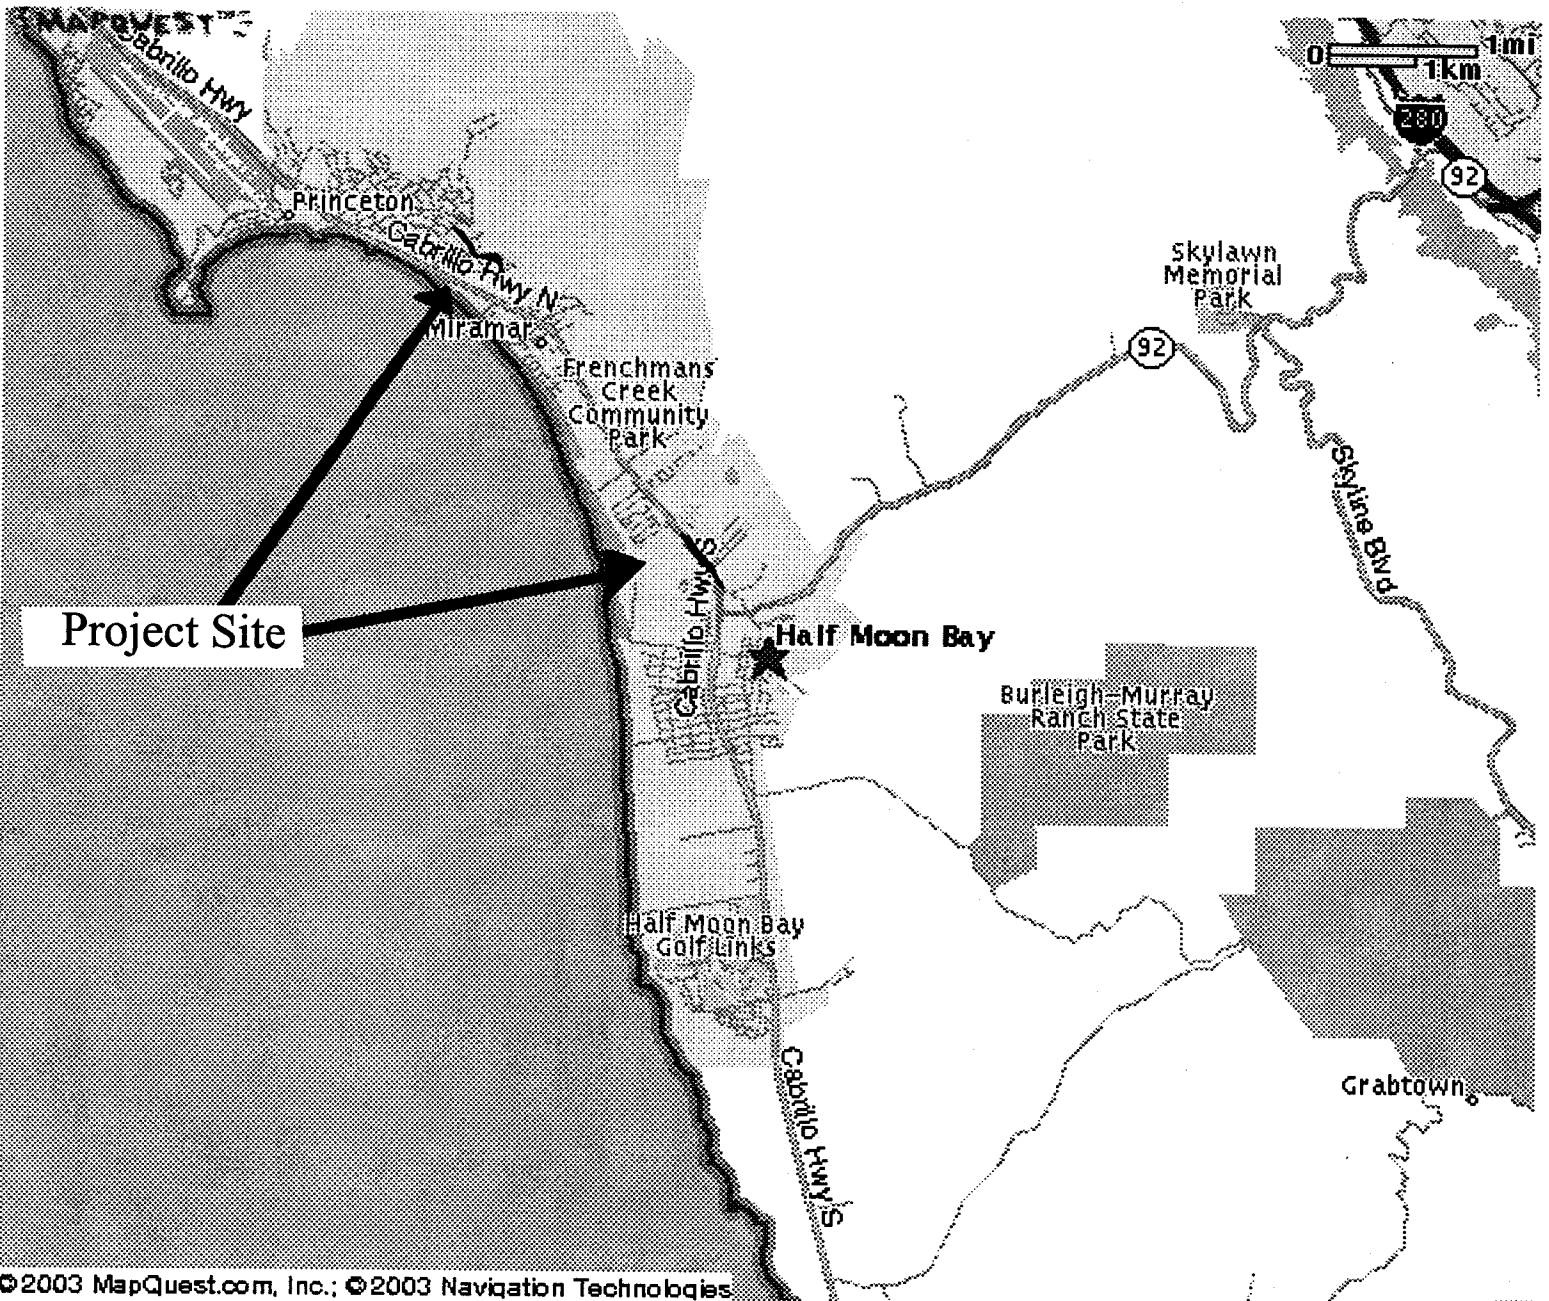 MAPQUEST™
Cabrillo Hwy
0 1mi
1km
280
92
Princeton
Cabrillo Hwy N
Skylawn
Memorial
Park
Miramar
92
Frenchmans
Creek
Community
Park
Skyline Blvd
Cabrillo Hwy S
Project Site
Half Moon Bay
Burleigh-Murray
Ranch State
Park
Half Moon Bay
Golf Links
Cabrillo Hwy S
Grabtown
©2003 MapQuest.com, Inc.; ©2003 Navigation Technologies